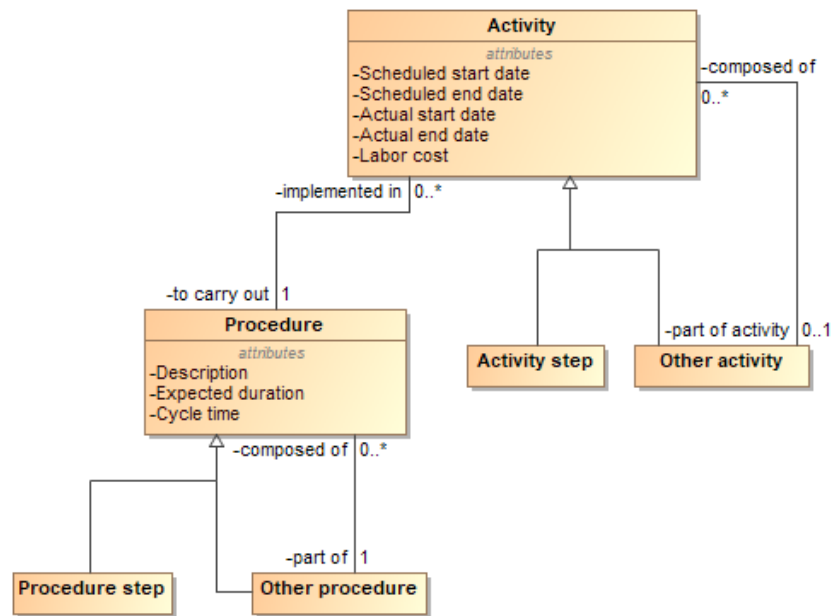 Activity
attributes
-Scheduled start date
-Scheduled end date
-Actual start date
-Actual end date
-Labor cost
-composed of
0..*
-implemented in 0..*
-to carry out 1
Procedure
attributes
-Description
-Expected duration
-Cycle time
-part of activity 0..1
Activity step
Other activity
-composed of 0..*
-part of 1
Procedure step
Other procedure